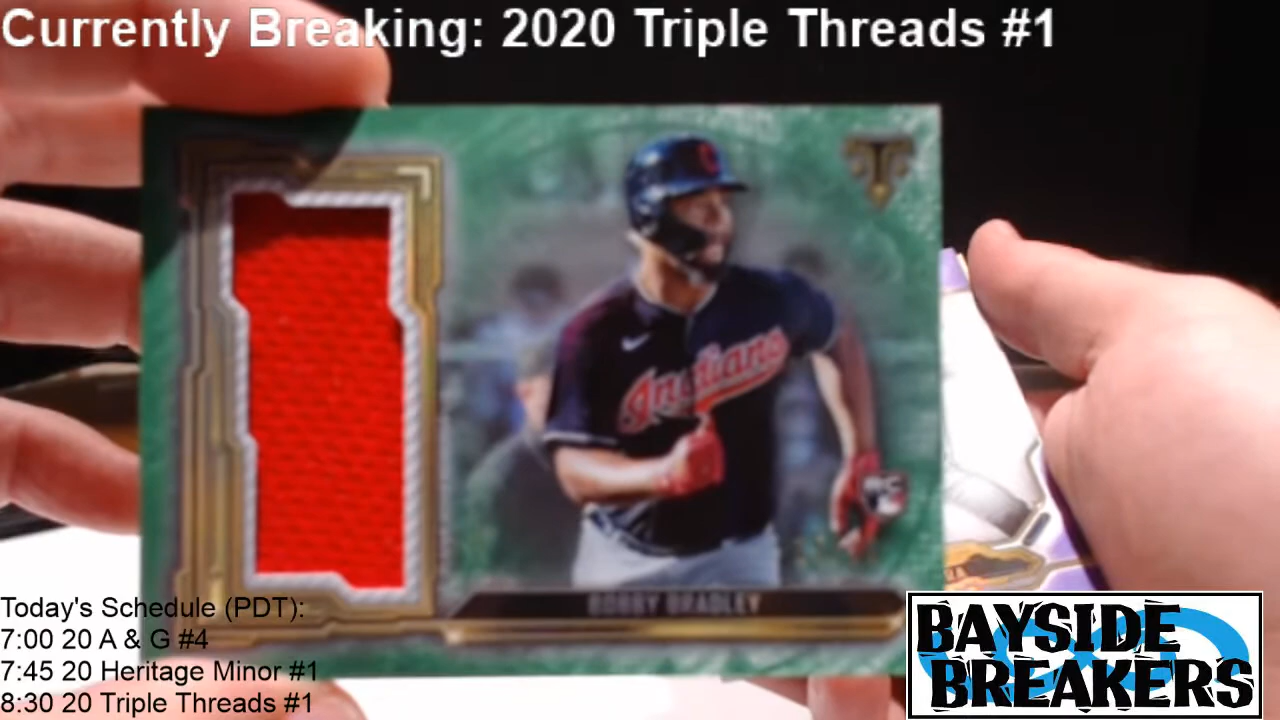 Currently Breaking: 2020 Triple Threads #1
C
Indians
RC
BOBBY BRADLEY
Today's Schedule (PDT):
7:00 20 A & G #4
7:45 20 Heritage Minor #1
8:30 20 Triple Threads #1
BAYSIDE
BREAKERS